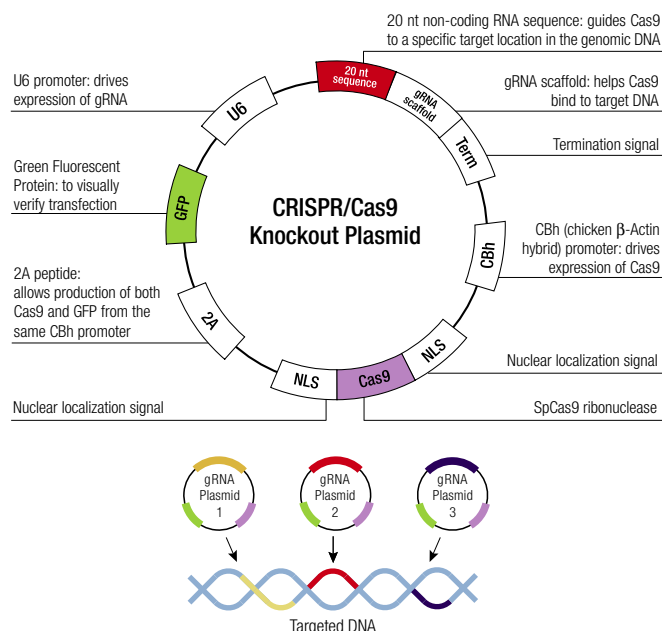 20 nt non-coding RNA sequence: guides Cas9
to a specific target location in the genomic DNA
U6 promoter: drives
expression of gRNA
U6
20 nt
sequence
gRNA
scaffold
Term
gRNA scaffold: helps Cas9
bind to target DNA
Termination signal
Green Fluorescent
Protein: to visually
verify transfection
GFP
CRISPR/Cas9
Knockout Plasmid
CBh
CBh (chicken β-Actin
hybrid) promoter: drives
expression of Cas9
2A peptide:
allows production of both
Cas9 and GFP from the
same CBh promoter
2A
NLS
Cas9
NLS
Nuclear localization signal
Nuclear localization signal
SpCas9 ribonuclease
gRNA
Plasmid
1
gRNA
Plasmid
2
gRNA
Plasmid
3
Targeted DNA